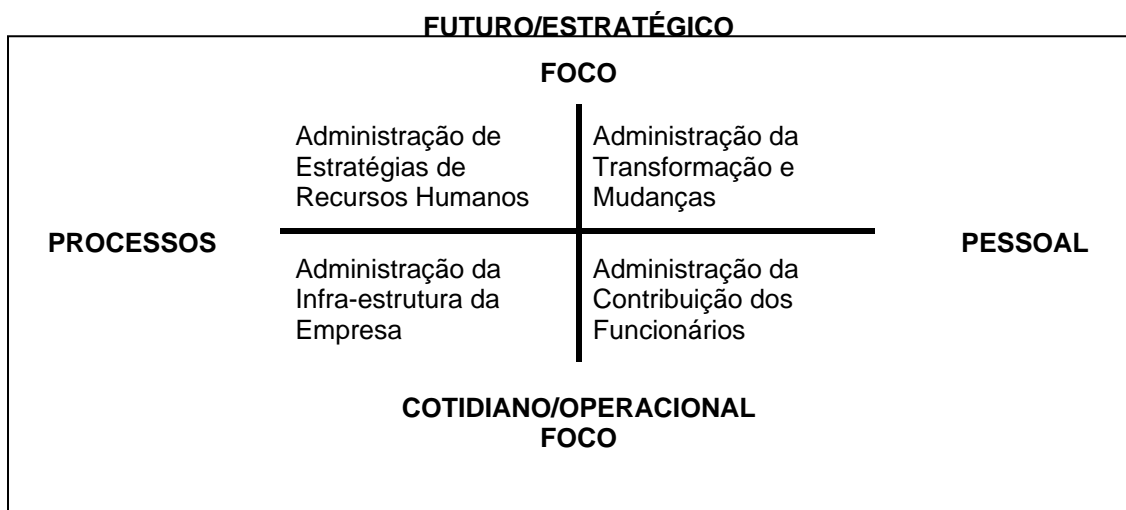 FUTURO/ESTRATÉGICO
FOCO
Administração de
Estratégias de
Recursos Humanos
Administração da
Transformação e
Mudanças
PROCESSOS
PESSOAL
Administração da
Infra-estrutura da
Empresa
Administração da
Contribuição dos
Funcionários
COTIDIANO/OPERACIONAL
FOCO